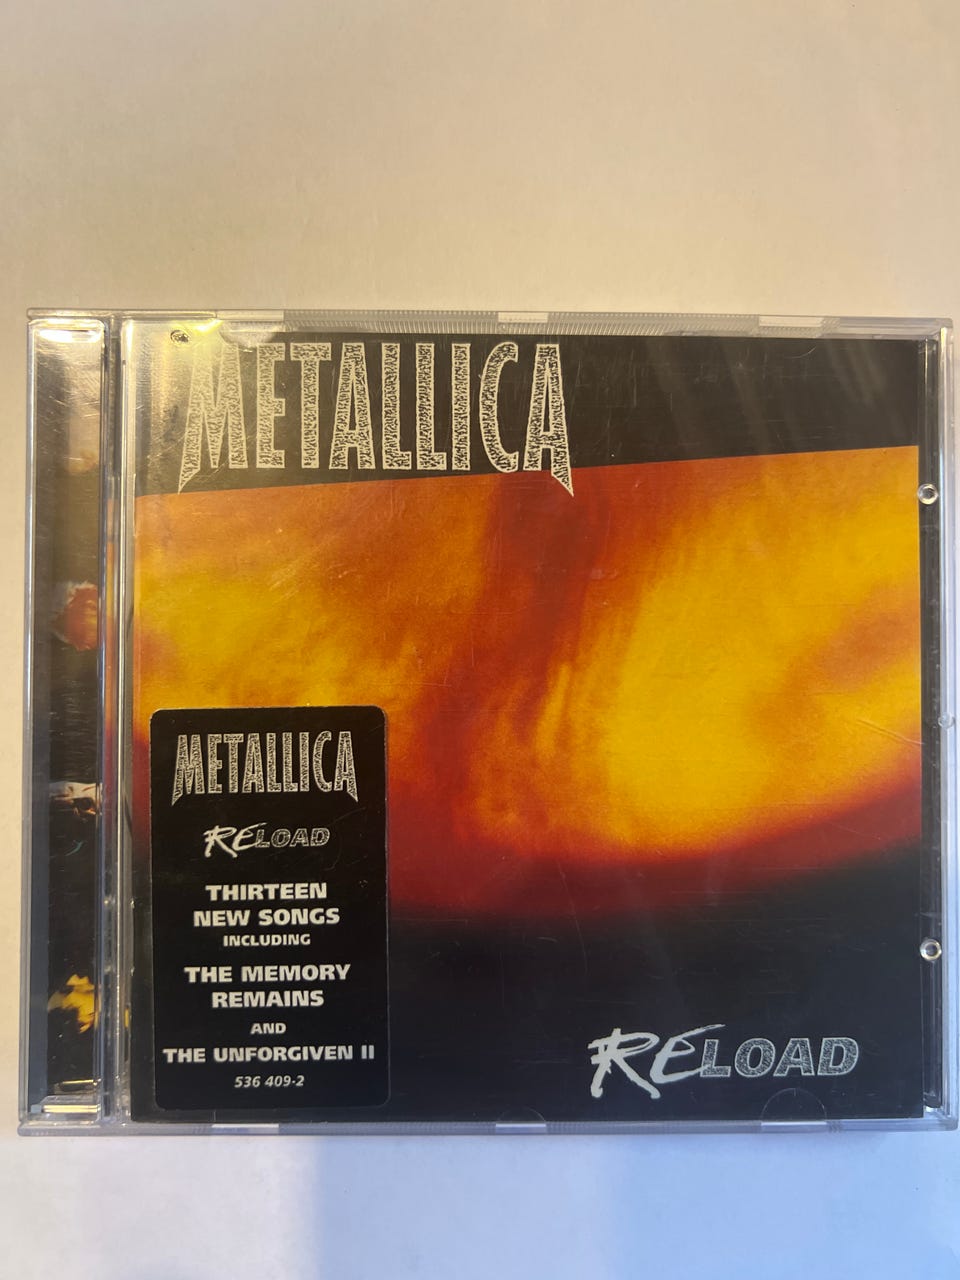 METALLICA
METALLICA
RELOAD
THIRTEEN
NEW SONGS
INCLUDING
THE MEMORY
REMAINS
AND
THE UNFORGIVEN II
536 409-2
RELOAD